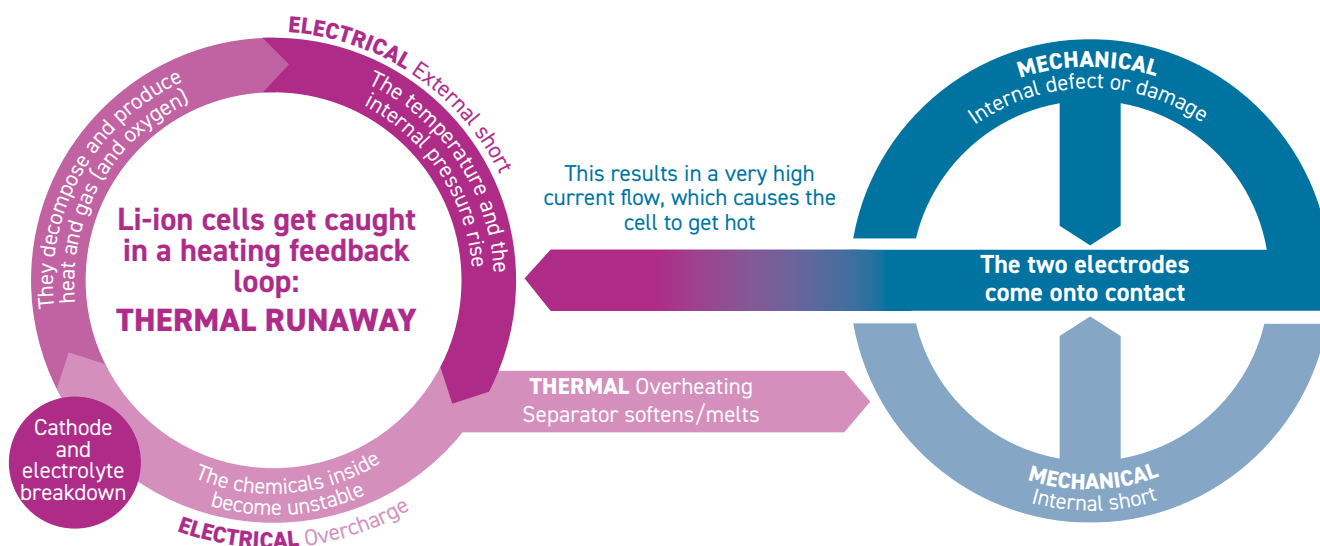 ELECTRICAL External short
The temperature and the
internal pressure rise
They decompose and produce
heat and gas (and oxygen)
Li-ion cells get caught
in a heating feedback
loop:
THERMAL RUNAWAY
Cathode
and
electrolyte
breakdown
The chemicals inside
become unstable
ELECTRICAL Overcharge
This results in a very high
current flow, which causes the
cell to get hot
THERMAL Overheating
Separator softens/melts
MECHANICAL
Internal defect or damage
The two electrodes
come onto contact
MECHANICAL
Internal short